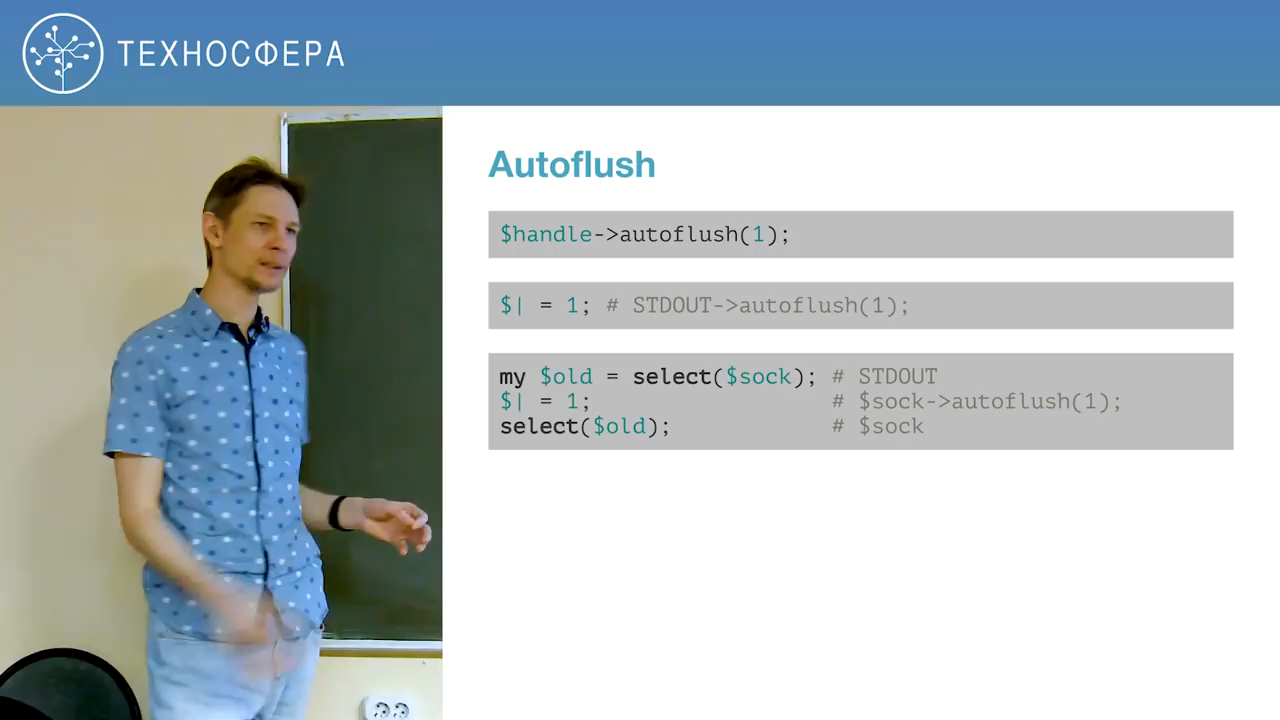 ТЕХНОСФЕРА
Autoflush
$handle->autoflush(1);
$| = 1; # STDOUT->autoflush(1);
my $old = select($sock); # STDOUT
$| = 1; # $sock->autoflush(1);
select($old); # $sock